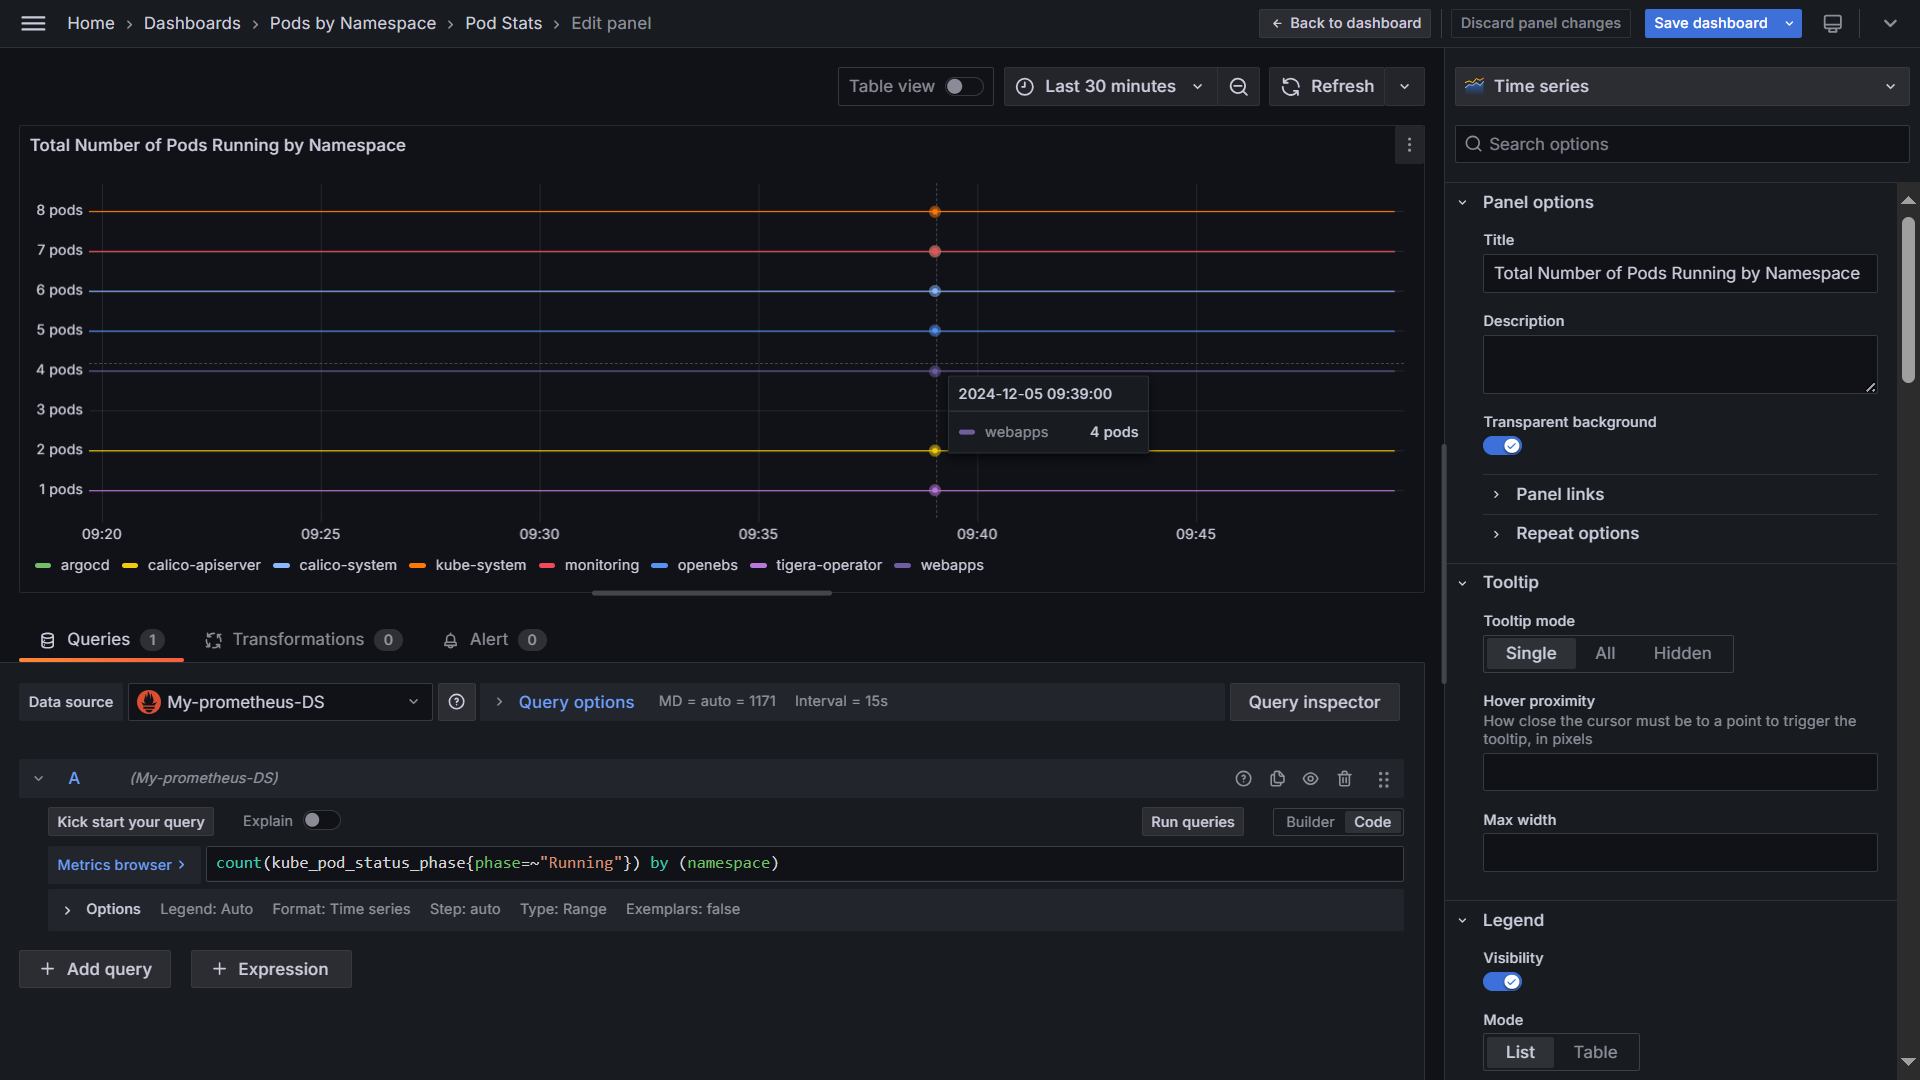 Home › Dashboards › Pods by Namespace › Pod Stats › Edit panel
← Back to dashboard
Discard panel changes
Save dashboard
Table view
Last 30 minutes
Refresh
Time series
Search options
Total Number of Pods Running by Namespace
8 pods
7 pods
6 pods
5 pods
4 pods
3 pods
2 pods
1 pods
2024-12-05 09:39:00
webapps 4 pods
09:20 09:25 09:30 09:35 09:40 09:45
argocd calico-apiserver calico-system kube-system monitoring openebs tigera-operator webapps
Queries 1 Transformations 0 Alert 0
Data source My-prometheus-DS Query options MD = auto = 1171 Interval = 15s Query inspector
A (My-prometheus-DS)
Kick start your query Explain Run queries Builder Code
Metrics browser > count(kube_pod_status_phase{phase=~"Running"}) by (namespace)
Options Legend: Auto Format: Time series Step: auto Type: Range Exemplars: false
+ Add query + Expression
Panel options
Title
Total Number of Pods Running by Namespace
Description
Transparent background
Panel links
Repeat options
Tooltip
Tooltip mode
Single All Hidden
Hover proximity
How close the cursor must be to a point to trigger the
tooltip, in pixels
Max width
Legend
Visibility
Mode
List Table